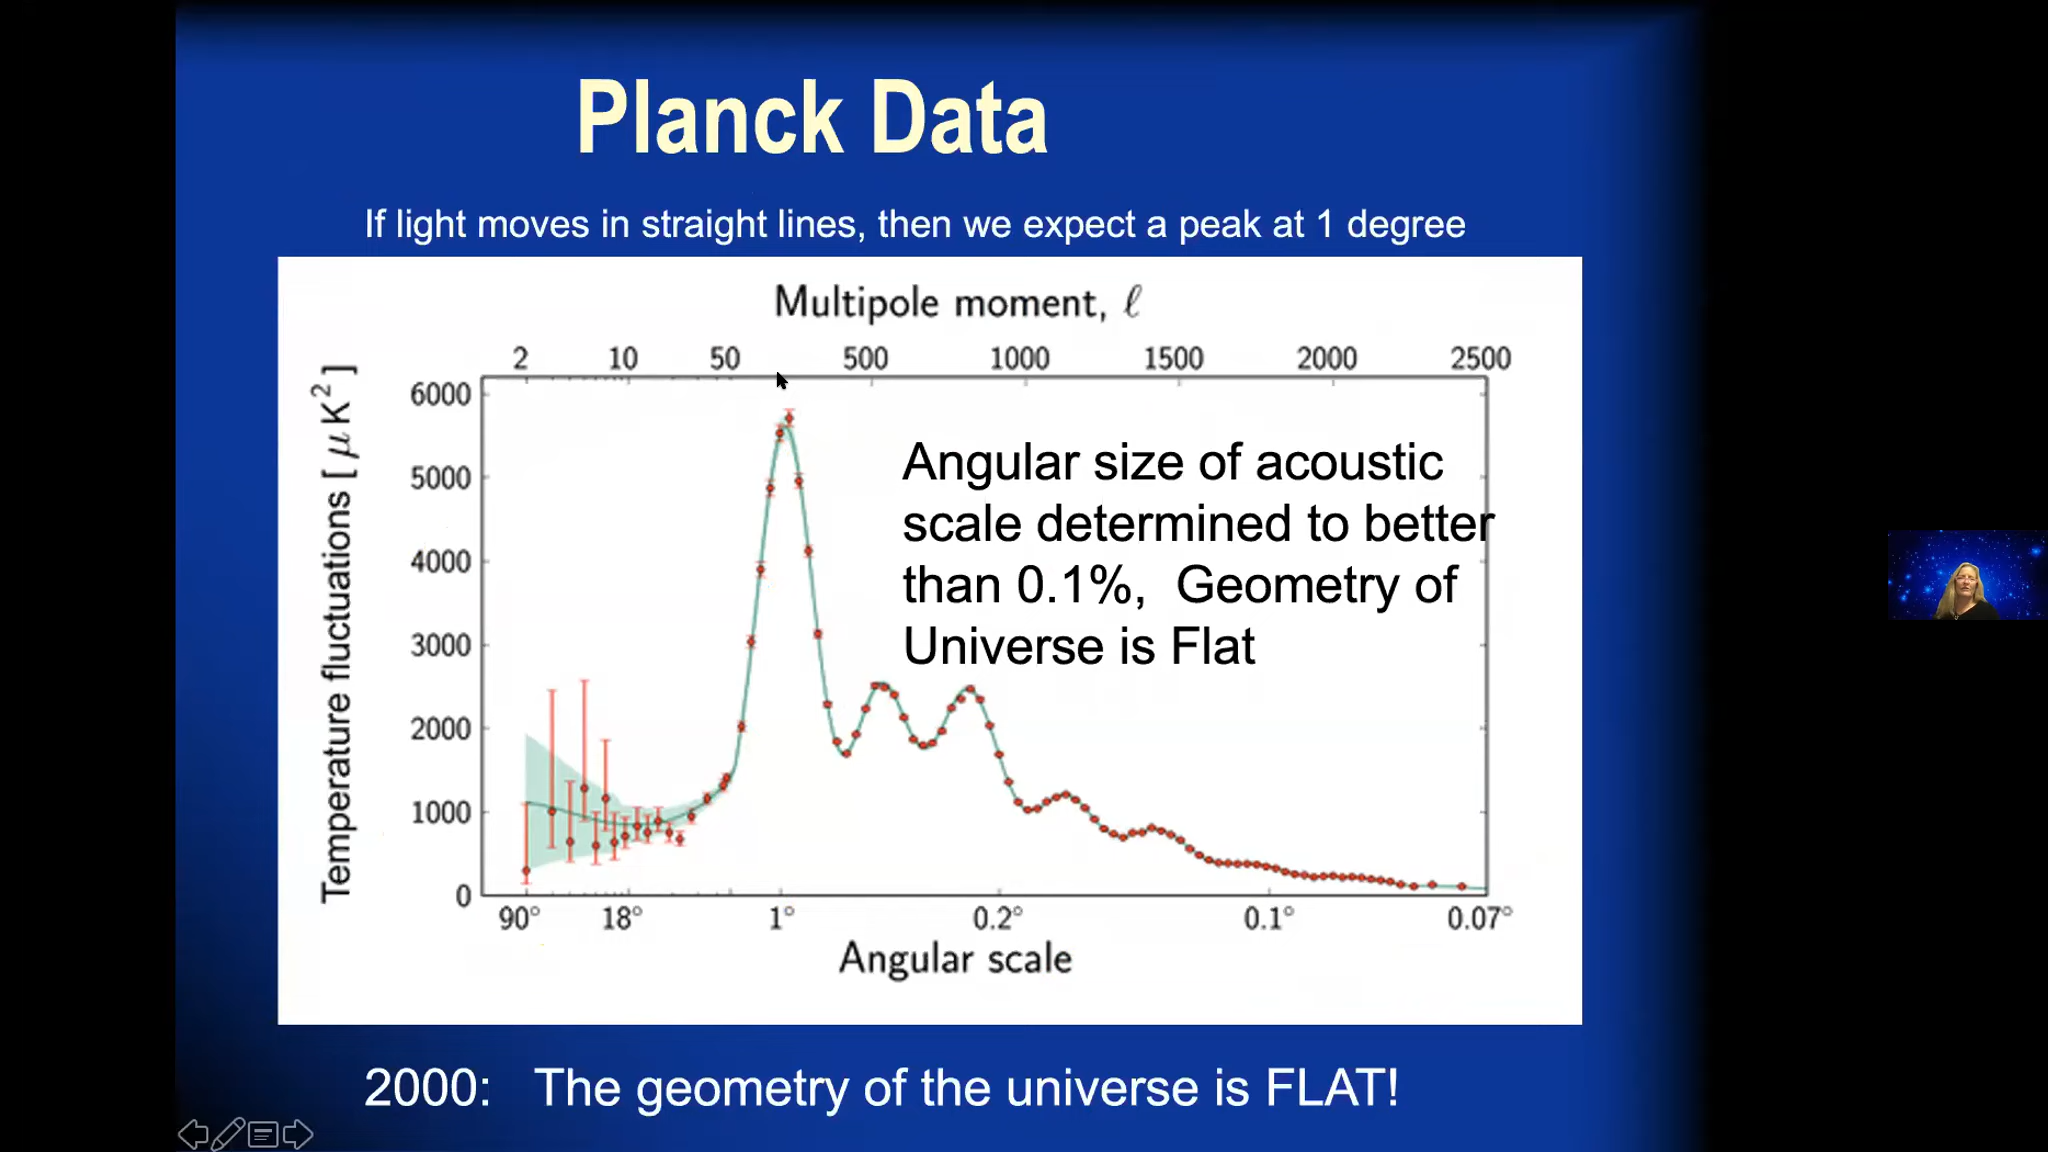 Planck Data
If light moves in straight lines, then we expect a peak at 1 degree
Multipole moment, ℓ
2 10 50 500 1000 1500 2000 2500
Temperature fluctuations [ μ K² ]
6000
5000
4000
3000
2000
1000
0
Angular size of acoustic
scale determined to better
than 0.1%, Geometry of
Universe is Flat
90° 18° 1° 0.2° 0.1° 0.07°
Angular scale
2000: The geometry of the universe is FLAT!